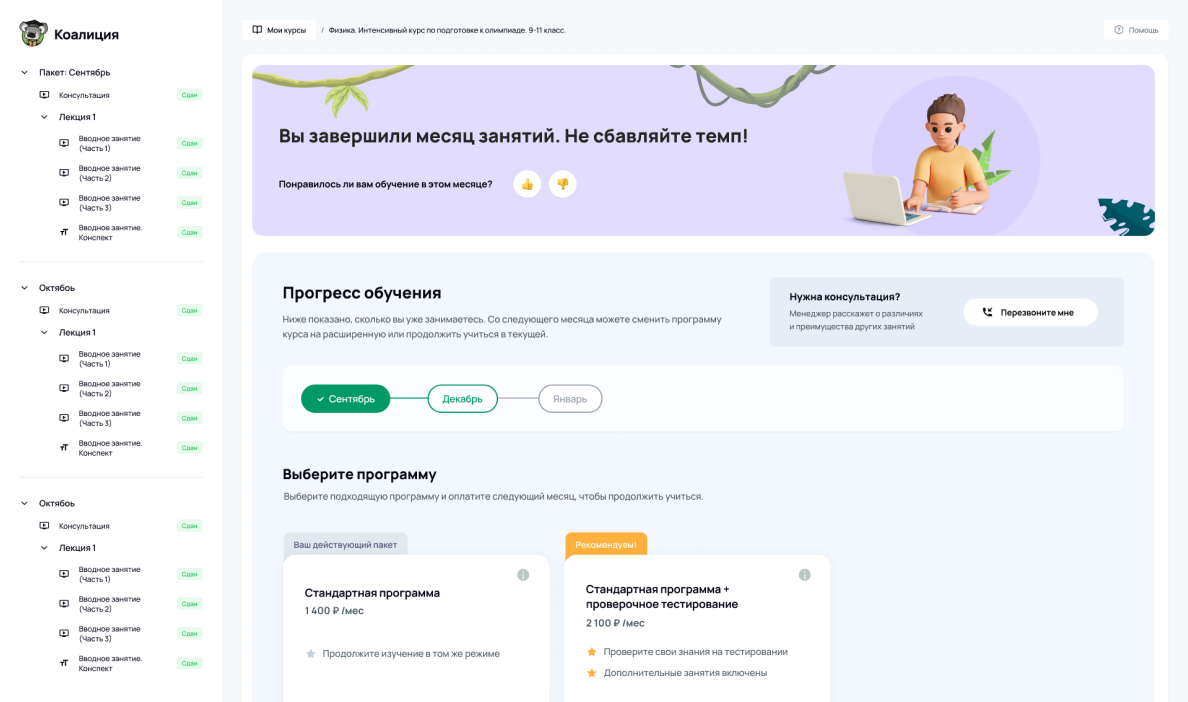 Коалиция
Пакет: Сентябрь
Консультация
Сдан
Лекция 1
Вводное занятие
(Часть 1)
Сдан
Вводное занятие
(Часть 2)
Сдан
Вводное занятие
(Часть 3)
Сдан
Вводное занятие.
Конспект
Сдан
Октябоь
Консультация
Сдан
Лекция 1
Вводное занятие
(Часть 1)
Сдан
Вводное занятие
(Часть 2)
Сдан
Вводное занятие
(Часть 3)
Сдан
Вводное занятие.
Конспект
Сдан
Октябоь
Консультация
Сдан
Лекция 1
Вводное занятие
(Часть 1)
Сдан
Вводное занятие
(Часть 2)
Сдан
Вводное занятие
(Часть 3)
Сдан
Вводное занятие.
Конспект
Сдан
Мои курсы / Физика. Интенсивный курс по подготовке к олимпиаде. 9-11 класс.
Помощь
Вы завершили месяц занятий. Не сбавляйте темп!
Понравилось ли вам обучение в этом месяце?
Прогресс обучения
Ниже показано, сколько вы уже занимаетесь. Со следующего месяца можете сменить программу
курса на расширенную или продолжить учиться в текущей.
Нужна консультация?
Менеджер расскажет о различиях
и преимущества других занятий
Перезвоните мне
Сентябрь
Декабрь
Январь
Выберите программу
Выберите подходящую программу и оплатите следующий месяц, чтобы продолжить учиться.
Ваш действующий пакет
Стандартная программа
1 400 ₽ /мес
Продолжите изучение в том же режиме
Рекомендуем!
Стандартная программа +
проверочное тестирование
2 100 ₽ /мес
Проверите свои знания на тестировании
Дополнительные занятия включены